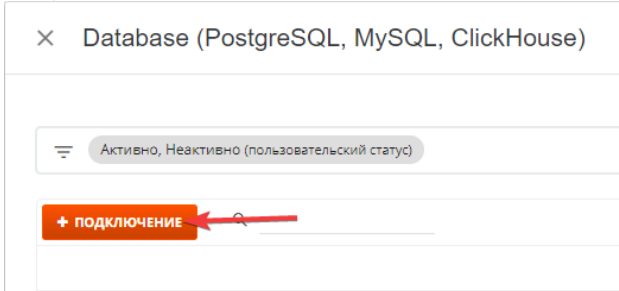 Database (PostgreSQL, MySQL, ClickHouse)
Активно, Неактивно (пользовательский статус)
+ ПОДКЛЮЧЕНИЕ